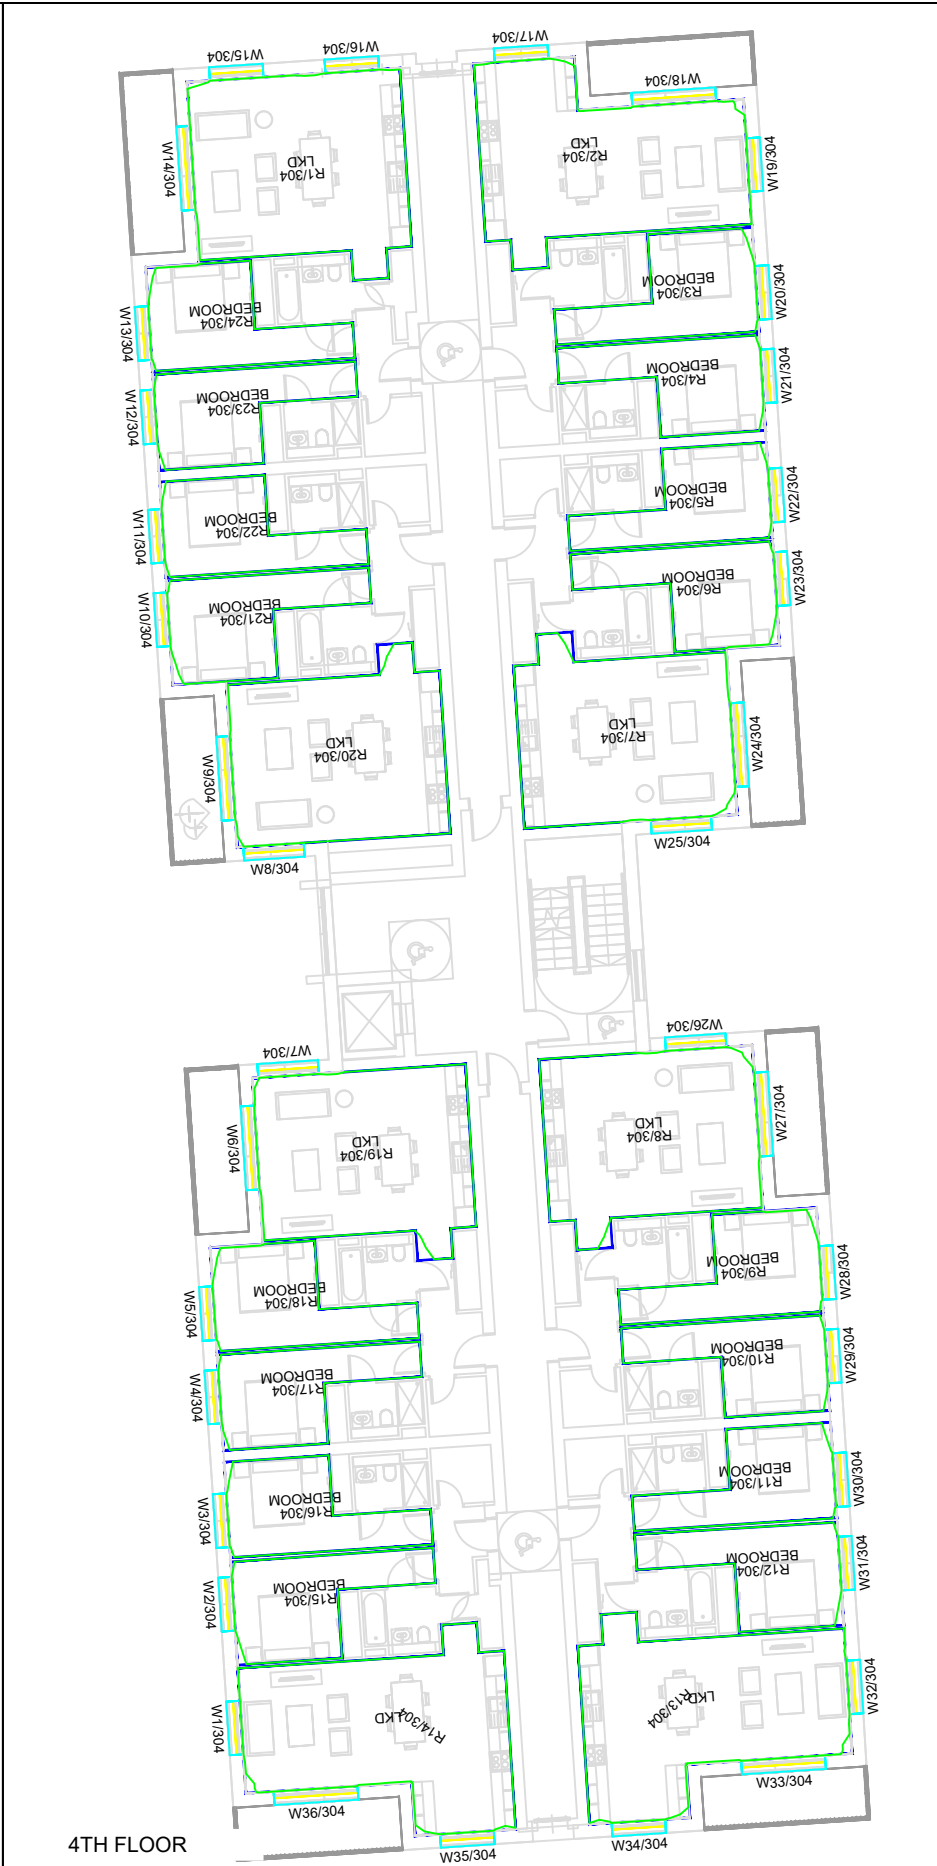 W15/304
W16/304
W17/304
W18/304
W14/304
LKD
R1/304
LKD
R2/304
W19/304
W13/304
BEDROOM
R24/304
BEDROOM
R3/304
W20/304
W12/304
BEDROOM
R23/304
BEDROOM
R4/304
W21/304
W11/304
BEDROOM
R22/304
BEDROOM
R5/304
W22/304
W10/304
BEDROOM
R21/304
BEDROOM
R6/304
W23/304
W9/304
LKD
R20/304
LKD
R7/304
W24/304
W8/304
W25/304
W7/304
W26/304
W6/304
LKD
R19/304
LKD
R8/304
W27/304
W5/304
BEDROOM
R18/304
BEDROOM
R9/304
W28/304
W4/304
BEDROOM
R17/304
BEDROOM
R10/304
W29/304
W3/304
BEDROOM
R16/304
BEDROOM
R11/304
W30/304
W2/304
BEDROOM
R15/304
BEDROOM
R12/304
W31/304
W1/304
LKD
R14/304
LKD
R13/304
W32/304
W36/304
W33/304
W35/304
W34/304
4TH FLOOR